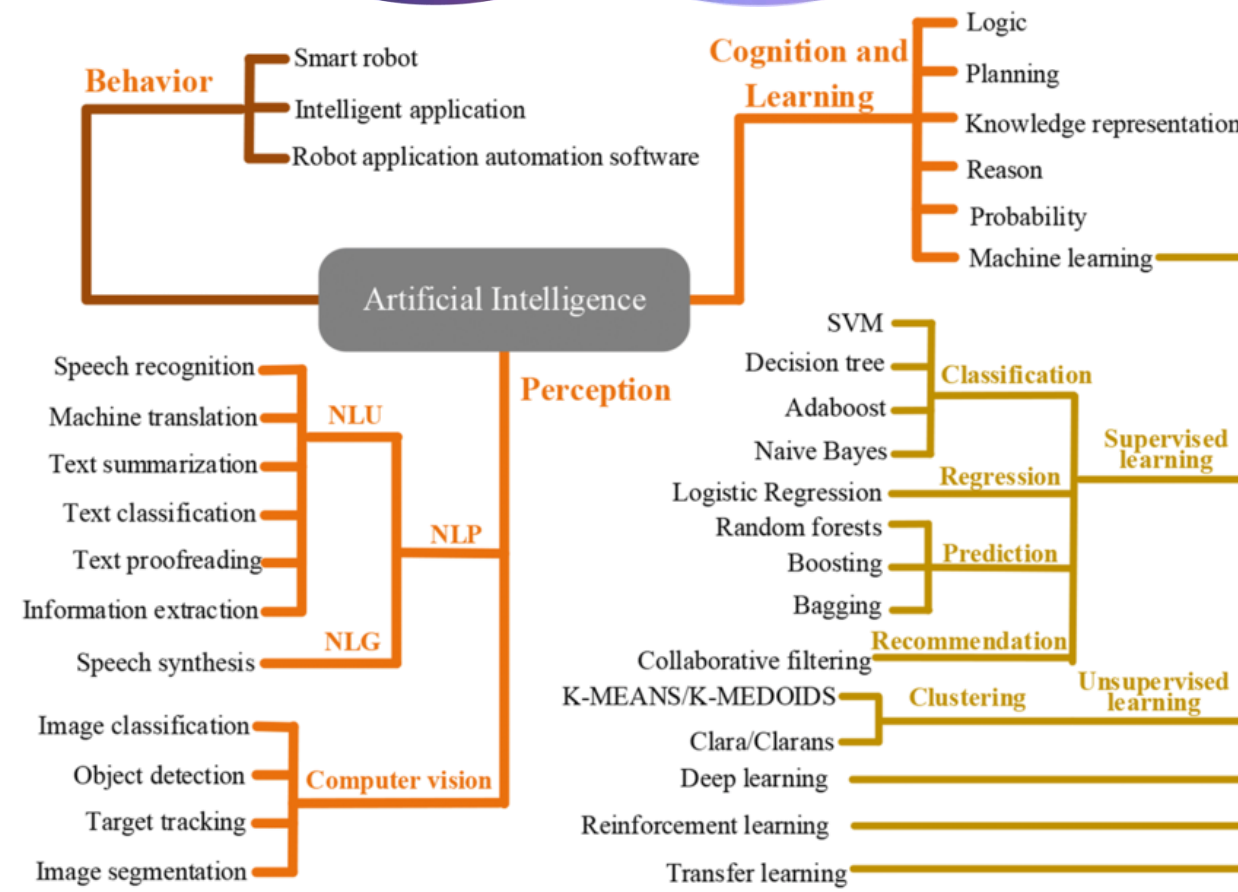 Behavior
Smart robot
Intelligent application
Robot application automation software
Cognition and
Learning
Logic
Planning
Knowledge representation
Reason
Probability
Machine learning
Artificial Intelligence
Perception
Speech recognition
Machine translation
Text summarization
Text classification
Text proofreading
Information extraction
NLU
NLP
NLG
Speech synthesis
Image classification
Object detection
Target tracking
Image segmentation
Computer vision
SVM
Decision tree
Adaboost
Naive Bayes
Classification
Supervised
learning
Logistic Regression
Regression
Random forests
Boosting
Bagging
Prediction
Collaborative filtering
Recommendation
K-MEANS/K-MEDOIDS
Clara/Clarans
Clustering
Unsupervised
learning
Deep learning
Reinforcement learning
Transfer learning